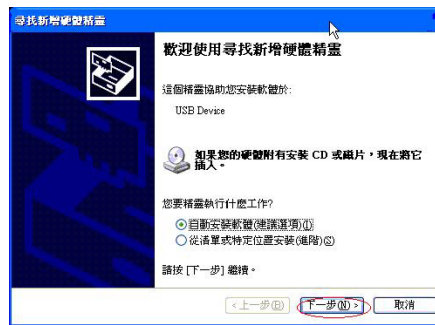 尋找新增硬體精靈
歡迎使用尋找新增硬體精靈
這個精靈協助您安裝軟體於:
USB Device
如果您的硬體附有安裝 CD 或磁片，現在將它
插入。
您要精靈執行什麼工作?
自動安裝軟體(建議選項)(I)
從清單或特定位置安裝(進階)(S)
請按 [下一步] 繼續。
<上一步(B)
下一步(N)>
取消